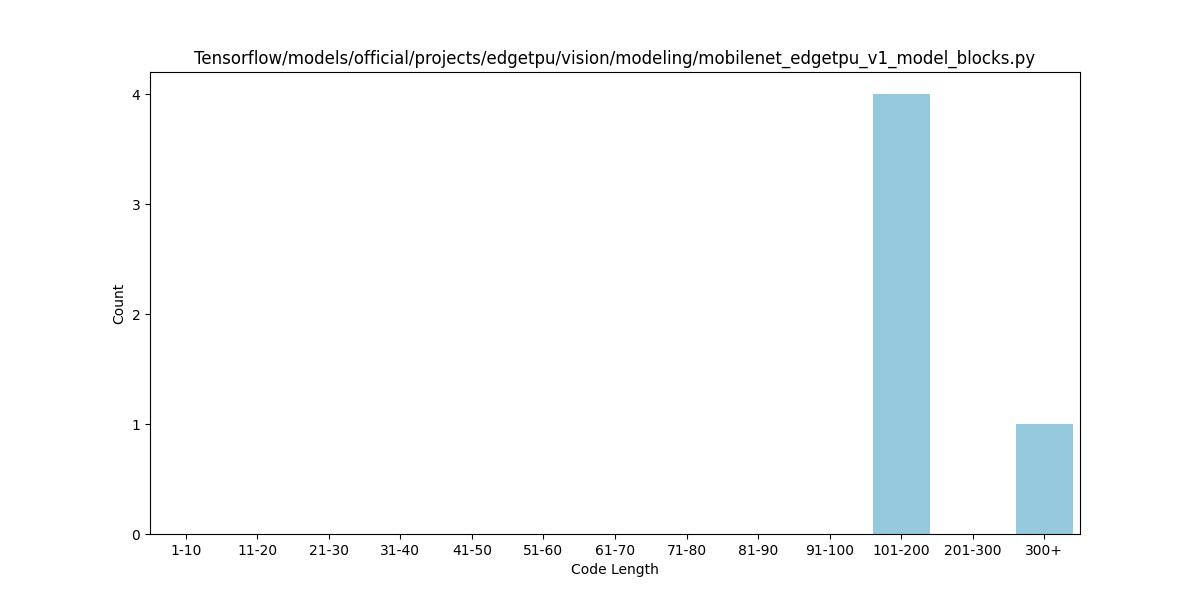 Tensorflow/models/official/projects/edgetpu/vision/modeling/mobilenet_edgetpu_v1_model_blocks.py
4
3
2
1
0
Count
1-10 11-20 21-30 31-40 41-50 51-60 61-70 71-80 81-90 91-100 101-200 201-300 300+
Code Length